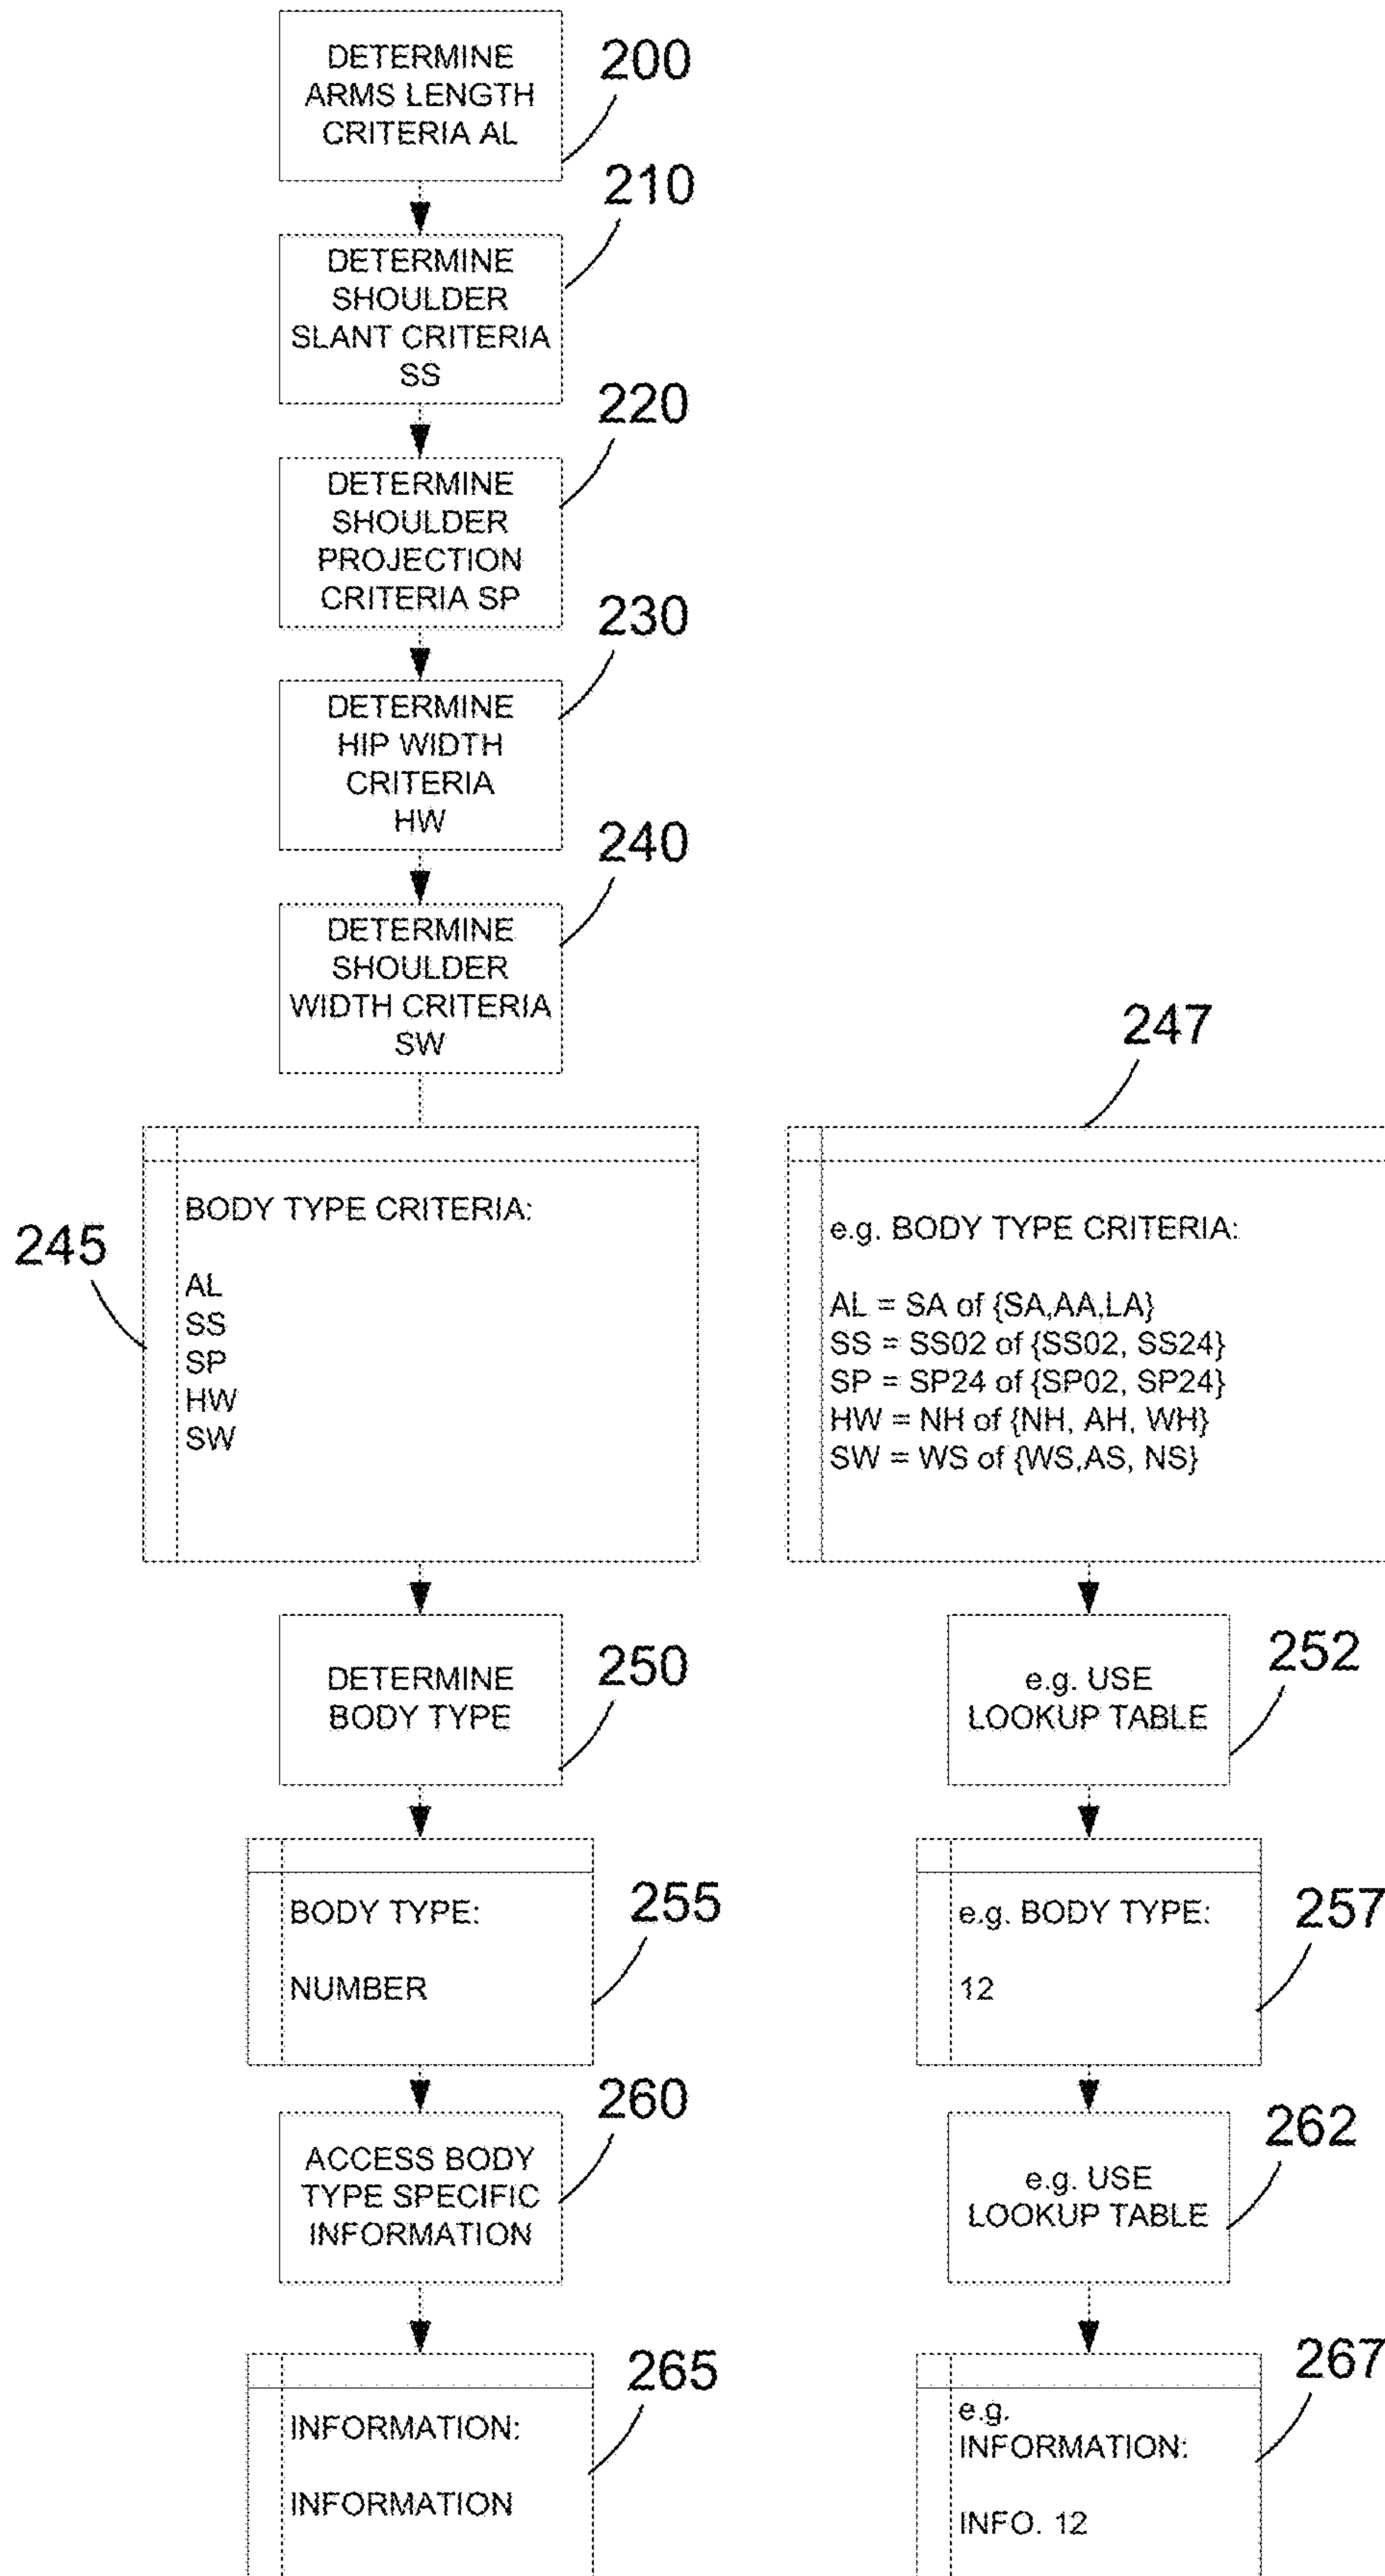 DETERMINE
ARMS LENGTH
CRITERIA AL
200
210
DETERMINE
SHOULDER
SLANT CRITERIA
SS
220
DETERMINE
SHOULDER
PROJECTION
CRITERIA SP
230
DETERMINE
HIP WIDTH
CRITERIA
HW
240
DETERMINE
SHOULDER
WIDTH CRITERIA
SW
245
BODY TYPE CRITERIA:
AL
SS
SP
HW
SW
247
e.g. BODY TYPE CRITERIA:
AL = SA of {SA,AA,LA}
SS = SS02 of {SS02, SS24}
SP = SP24 of {SP02, SP24}
HW = NH of {NH, AH, WH}
SW = WS of {WS,AS, NS}
DETERMINE
BODY TYPE
250
e.g. USE
LOOKUP TABLE
252
BODY TYPE:
NUMBER
255
e.g. BODY TYPE:
12
257
ACCESS BODY
TYPE SPECIFIC
INFORMATION
260
e.g. USE
LOOKUP TABLE
262
INFORMATION:
INFORMATION
265
e.g.
INFORMATION:
INFO. 12
267